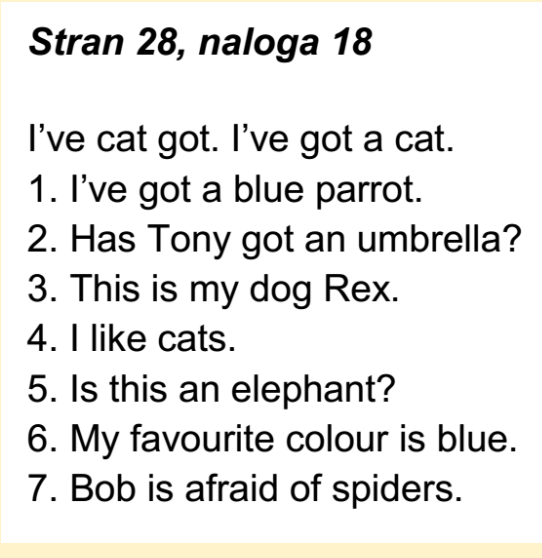 Stran 28, naloga 18
I’ve cat got. I’ve got a cat.
1. I’ve got a blue parrot.
2. Has Tony got an umbrella?
3. This is my dog Rex.
4. I like cats.
5. Is this an elephant?
6. My favourite colour is blue.
7. Bob is afraid of spiders.